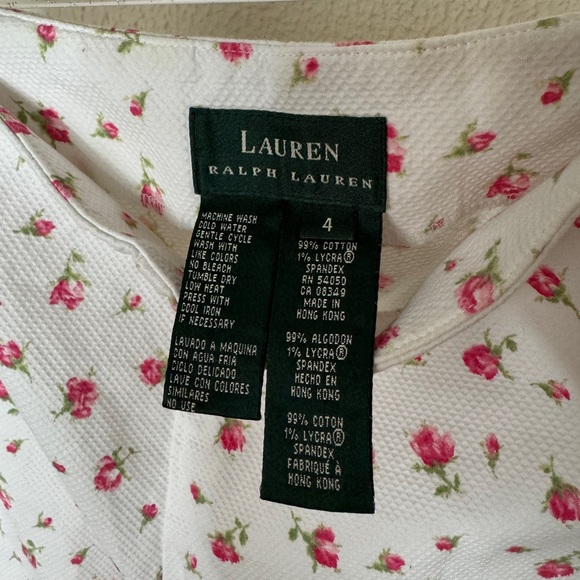 LAUREN
RALPH LAUREN
MACHINE WASH
COLD WATER
GENTLE CYCLE
WASH WITH
LIKE COLORS
NO BLEACH
TUMBLE DRY
LOW HEAT
PRESS WITH
COOL IRON
IF NECESSARY
LAVADO A MAQUINA
CON AGUA FRIA
CICLO DELICADO
LAVE CON COLORES
SIMILARES
NO USE
4
99% COTTON
1% LYCRA®
SPANDEX
RN 54050
CA 08349
MADE IN
HONG KONG
99% ALGODON
1% LYCRA®
SPANDEX
HECHO EN
HONG KONG
99% COTON
1% LYCRA®
SPANDEX
FABRIQUÉ À
HONG KONG